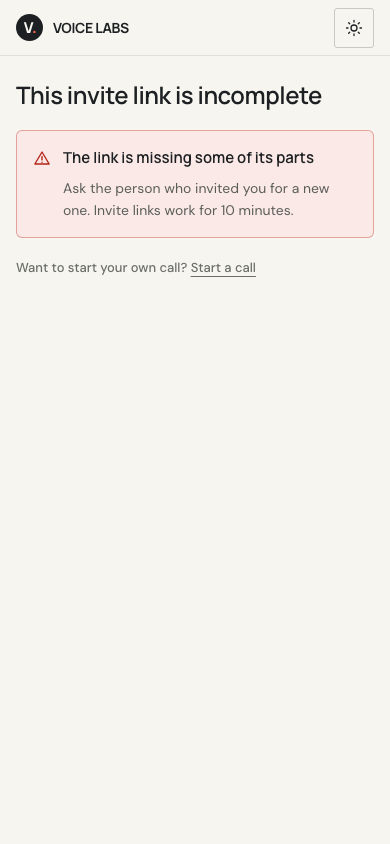 V.
VOICE LABS
This invite link is incomplete
The link is missing some of its parts
Ask the person who invited you for a new
one. Invite links work for 10 minutes.
Want to start your own call? Start a call